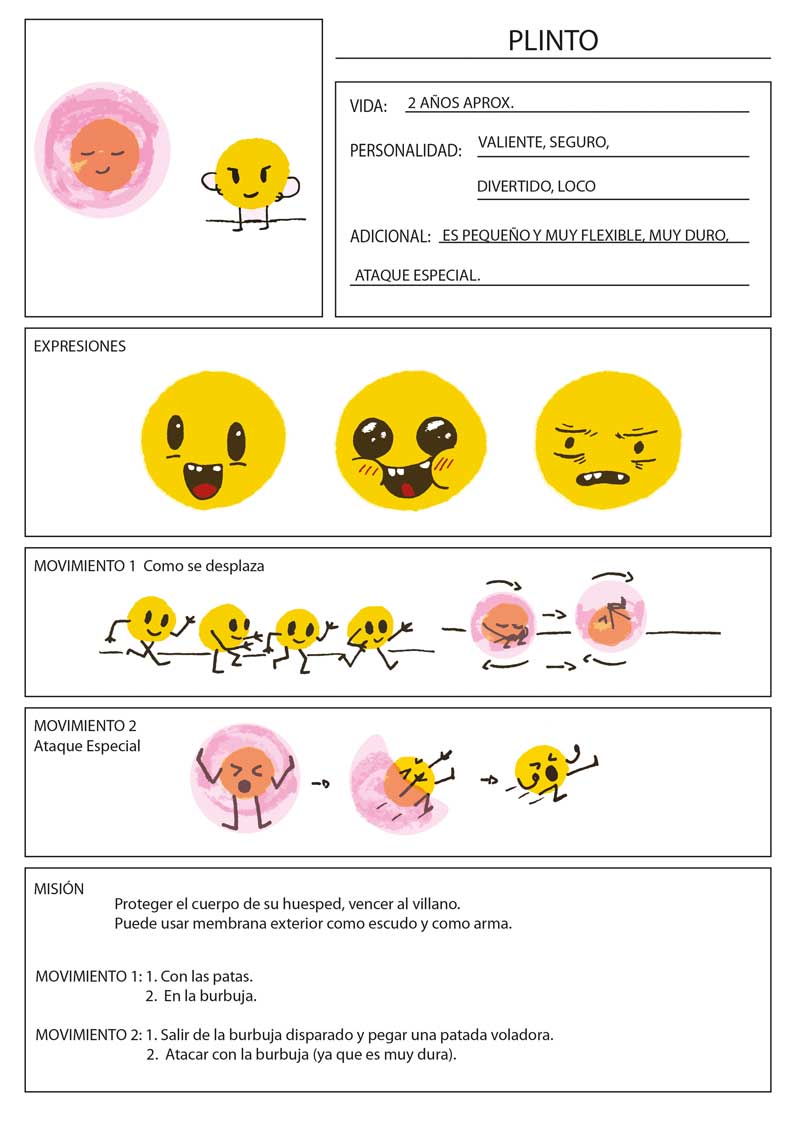 PLINTO
VIDA: 2 AÑOS APROX.
PERSONALIDAD: VALIENTE, SEGURO,
DIVERTIDO, LOCO
ADICIONAL: ES PEQUEÑO Y MUY FLEXIBLE, MUY DURO,
ATAQUE ESPECIAL.
EXPRESIONES
MOVIMIENTO 1 Como se desplaza
MOVIMIENTO 2
Ataque Especial
MISIÓN
Proteger el cuerpo de su huesped, vencer al villano.
Puede usar membrana exterior como escudo y como arma.
MOVIMIENTO 1: 1. Con las patas.
2. En la burbuja.
MOVIMIENTO 2: 1. Salir de la burbuja disparado y pegar una patada voladora.
2. Atacar con la burbuja (ya que es muy dura).